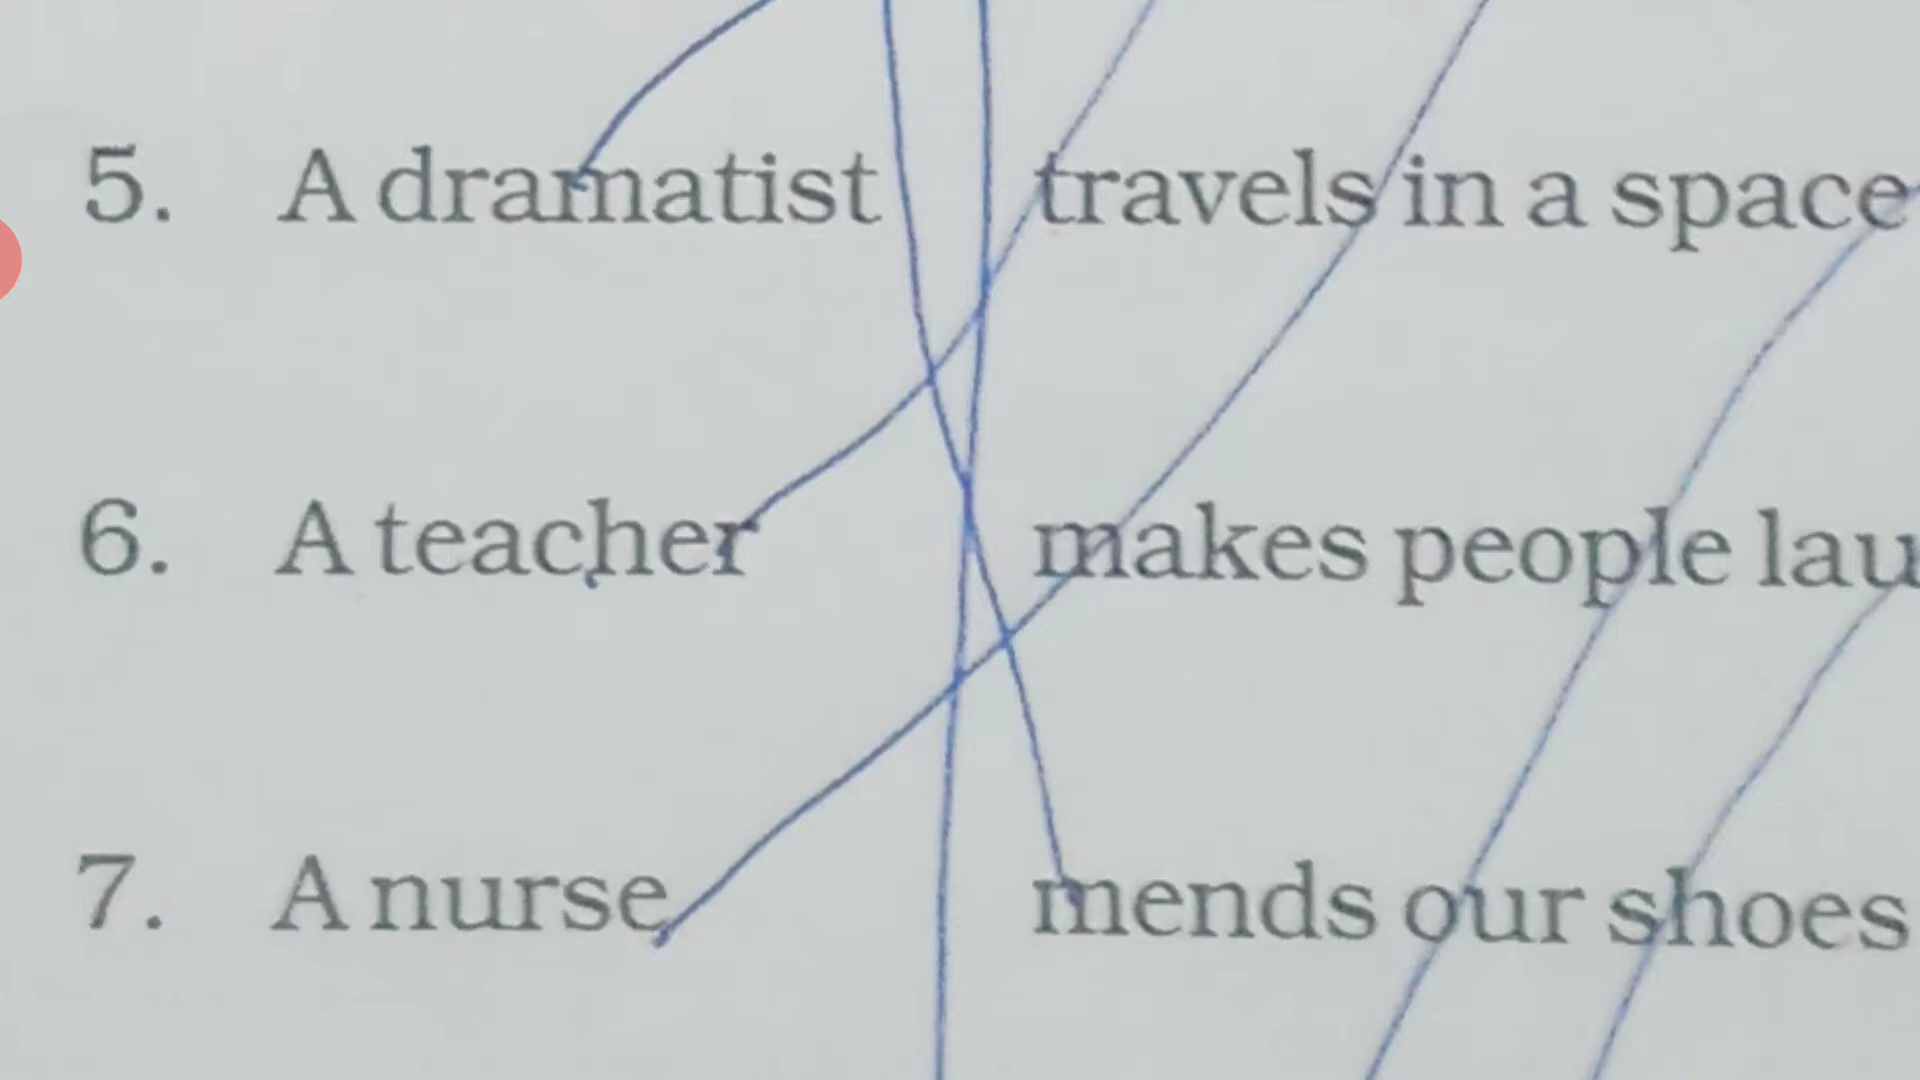 5. A dramatist travels in a space
6. A teacher makes people lau
7. A nurse mends our shoes